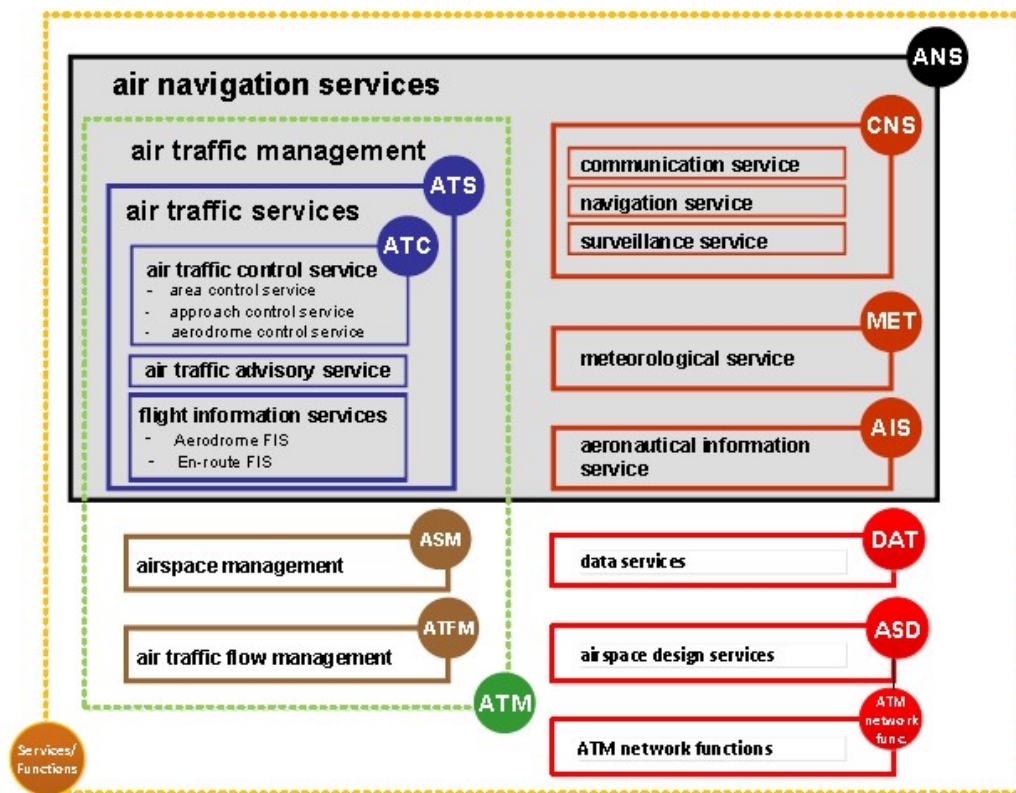 ANS
air navigation services
air traffic management
ATS
air traffic services
ATC
air traffic control service
- area control service
- approach control service
- aerodrome control service
air traffic advisory service
flight information services
- Aerodrome FIS
- En-route FIS
CNS
communication service
navigation service
surveillance service
MET
meteorological service
AIS
aeronautical information
service
ASM
airspace management
ATFM
air traffic flow management
ATM
DAT
data services
ASD
airspace design services
ATM
network
func.
ATM network functions
Services/
Functions